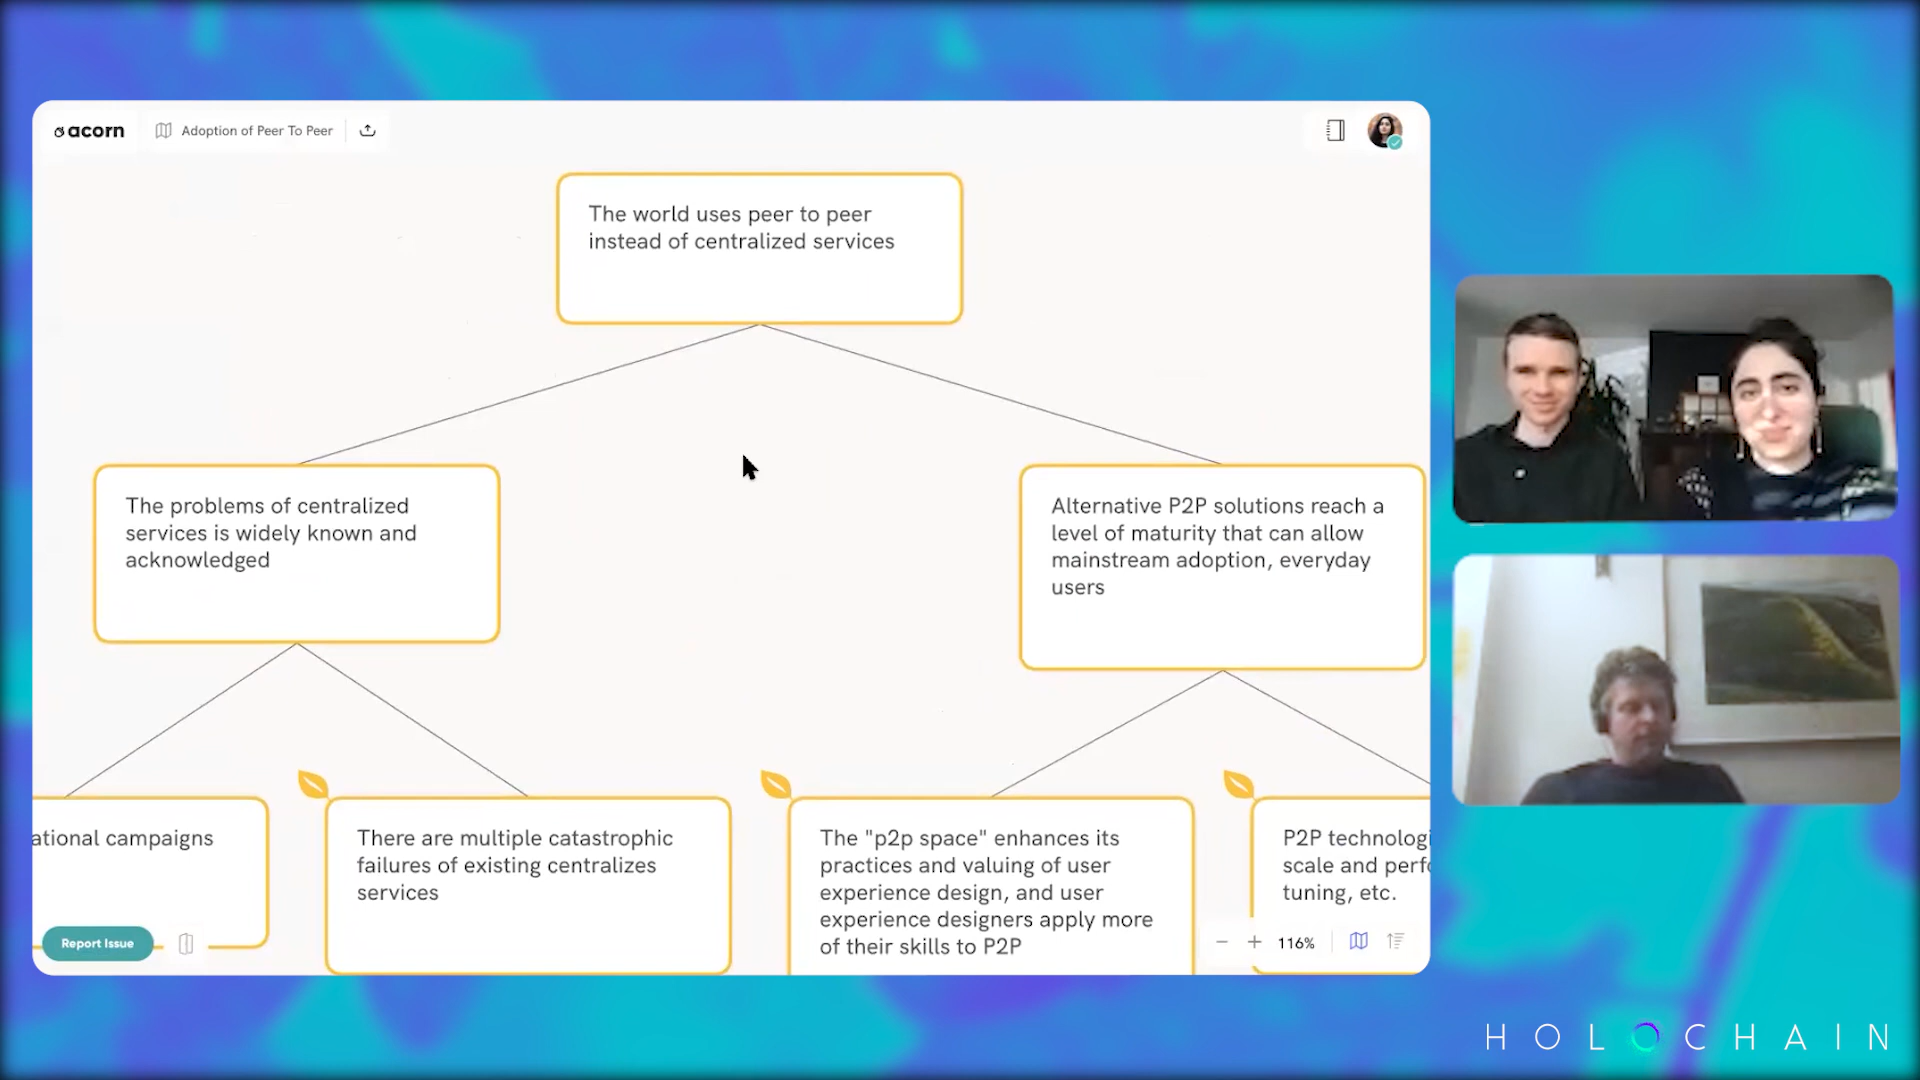 acorn
Adoption of Peer To Peer
The world uses peer to peer
instead of centralized services
The problems of centralized
services is widely known and
acknowledged
Alternative P2P solutions reach a
level of maturity that can allow
mainstream adoption, everyday
users
ational campaigns
There are multiple catastrophic
failures of existing centralizes
services
The "p2p space" enhances its
practices and valuing of user
experience design, and user
experience designers apply more
of their skills to P2P
P2P technologi
scale and perfo
tuning, etc.
Report Issue
116%
HOLOCHAIN